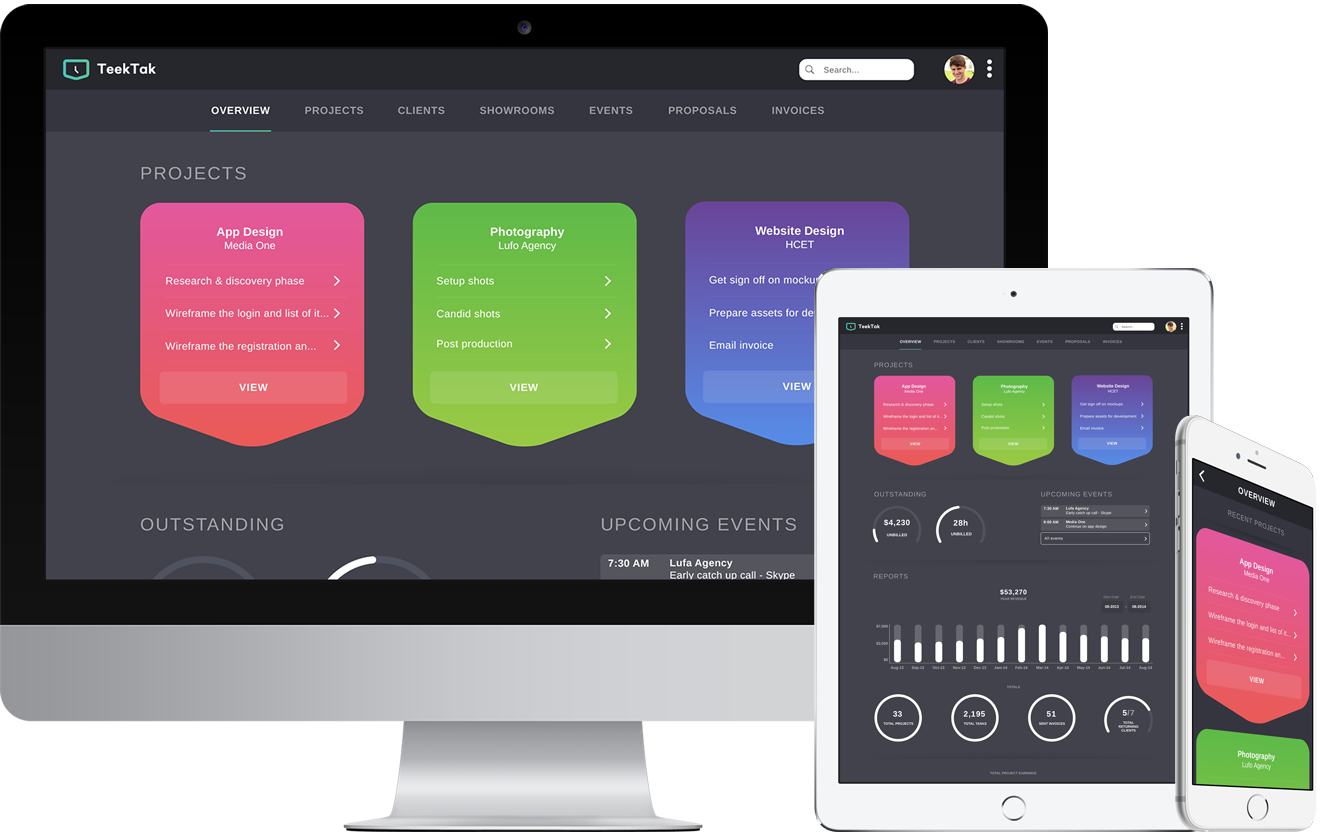 TeekTak
Search...
OVERVIEW PROJECTS CLIENTS SHOWROOMS EVENTS PROPOSALS INVOICES
PROJECTS
App Design
Media One
Research & discovery phase
Wireframe the login and list of it...
Wireframe the registration an...
VIEW
Photography
Lufo Agency
Setup shots
Candid shots
Post production
VIEW
Website Design
HCET
Get sign off on mockup
Prepare assets for de
Email invoice
VIEW
OUTSTANDING
UPCOMING EVENTS
7:30 AM Lufa Agency
Early catch up call - Skype
TeekTak
Search...
OVERVIEW PROJECTS CLIENTS SHOWROOMS EVENTS PROPOSALS INVOICES
PROJECTS
App Design
Media One
Research & discovery phase
Wireframe the login and list of it...
Wireframe the registration an...
VIEW
Photography
Lufo Agency
Setup shots
Candid shots
Post production
VIEW
Website Design
HCET
Get sign off on mockups
Prepare assets for development
Email invoice
VIEW
OUTSTANDING
$4,230
UNBILLED
28h
UNBILLED
UPCOMING EVENTS
7:30 AM Lufa Agency
Early catch up call - Skype
9:00 AM Media One
Continue on app design
All events
REPORTS
$53,270
YEAR REVENUE
08-2013 - 08-2014
$7,000
$3,500
$0
Aug-13 Sep-13 Oct-13 Nov-13 Dec-13 Jan-14 Feb-14 Mar-14 Apr-14 May-14 Jun-14 Jul-14 Aug-14
TOTALS
33
TOTAL PROJECTS
2,195
TOTAL TASKS
51
SENT INVOICES
5/7
TOTAL
RETURNING
CLIENTS
TOTAL PROJECT EARNINGS
OVERVIEW
RECENT PROJECTS
App Design
Media One
Research & discovery phase
Wireframe the login and list of it...
Wireframe the registration an...
VIEW
Photography
Lufo Agency